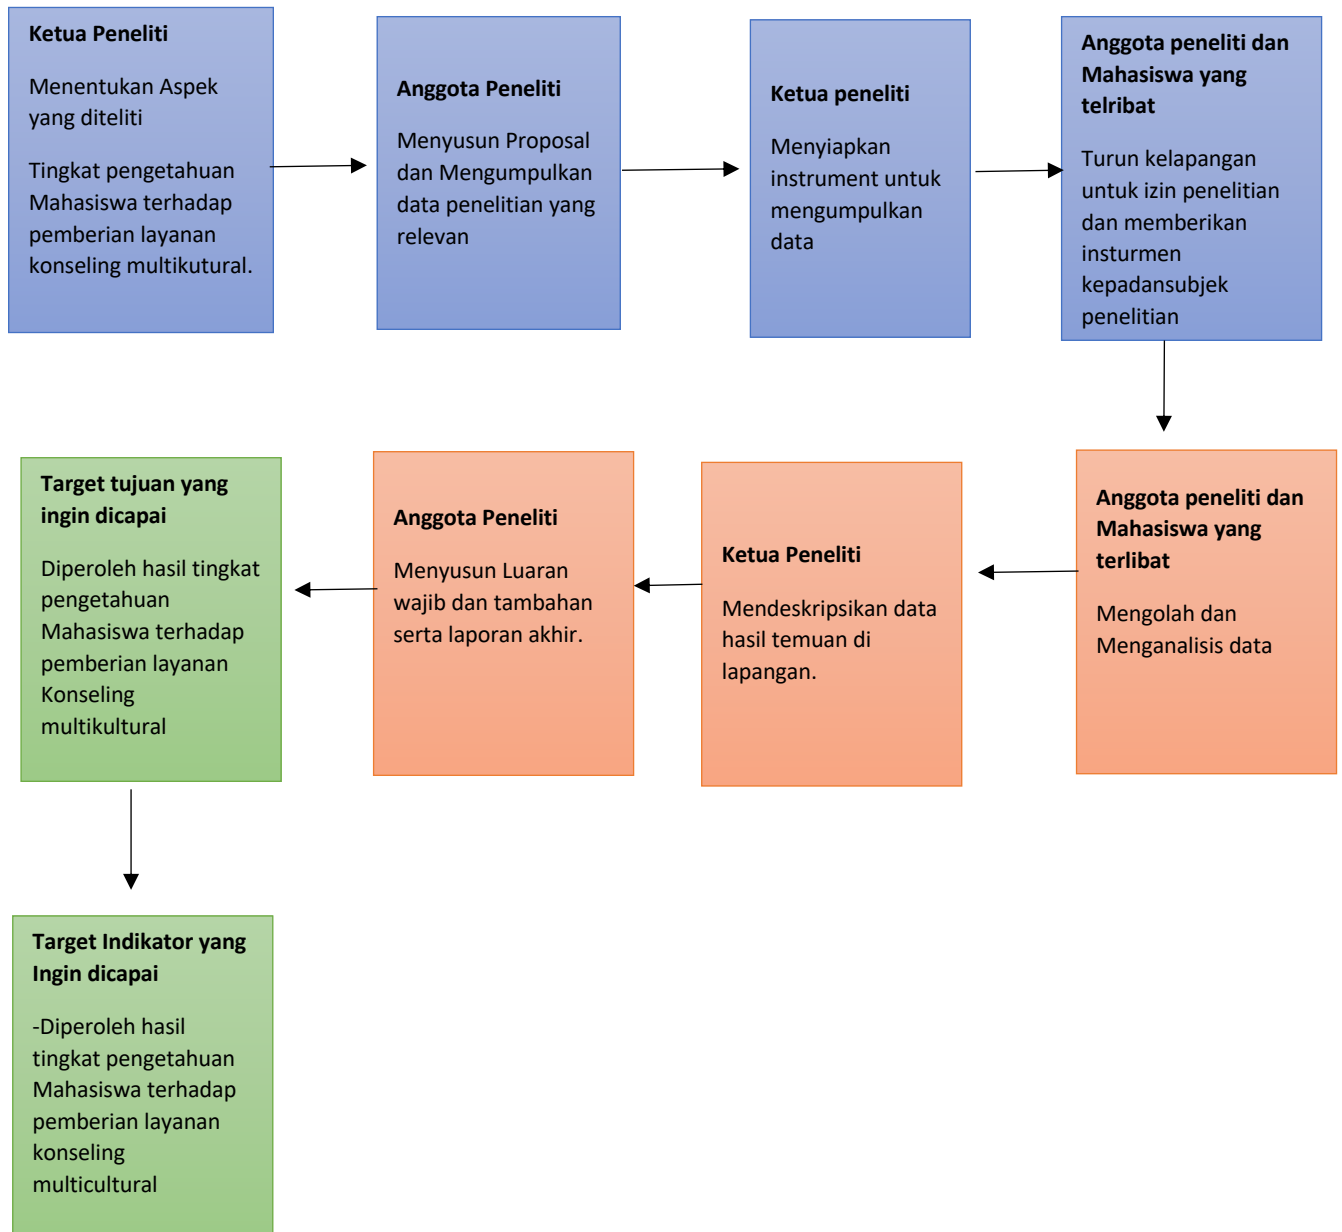 Ketua Peneliti
Menentukan Aspek
yang diteliti
Tingkat pengetahuan
Mahasiswa terhadap
pemberian layanan
konseling multikutural.
Anggota Peneliti
Menyusun Proposal
dan Mengumpulkan
data penelitian yang
relevan
Ketua peneliti
Menyiapkan
instrument untuk
mengumpulkan
data
Anggota peneliti dan
Mahasiswa yang
telribat
Turun kelapangan
untuk izin penelitian
dan memberikan
insturmen
kepadansubjek
penelitian
Anggota peneliti dan
Mahasiswa yang
terlibat
Mengolah dan
Menganalisis data
Ketua Peneliti
Mendeskripsikan data
hasil temuan di
lapangan.
Anggota Peneliti
Menyusun Luaran
wajib dan tambahan
serta laporan akhir.
Target tujuan yang
ingin dicapai
Diperoleh hasil tingkat
pengetahuan
Mahasiswa terhadap
pemberian layanan
Konseling
multikultural
Target Indikator yang
Ingin dicapai
-Diperoleh hasil
tingkat pengetahuan
Mahasiswa terhadap
pemberian layanan
konseling
multicultural